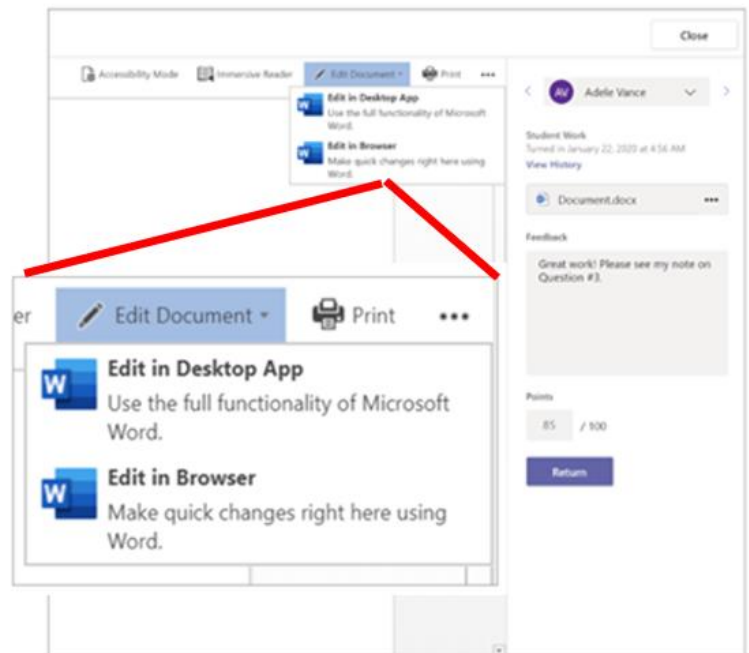 Close
Accessibility Mode Immersive Reader Edit Document Print
Edit in Desktop App
Use the full functionality of Microsoft
Word.
Edit in Browser
Make quick changes right here using
Word.
AV Adele Vance
Student Work
Turned in January 22, 2020 at 4:56 AM
View History
Document.docx
Feedback
Great work! Please see my note on
Question #3.
Points
85 / 100
Return
er Edit Document Print
W Edit in Desktop App
Use the full functionality of Microsoft
Word.
W Edit in Browser
Make quick changes right here using
Word.